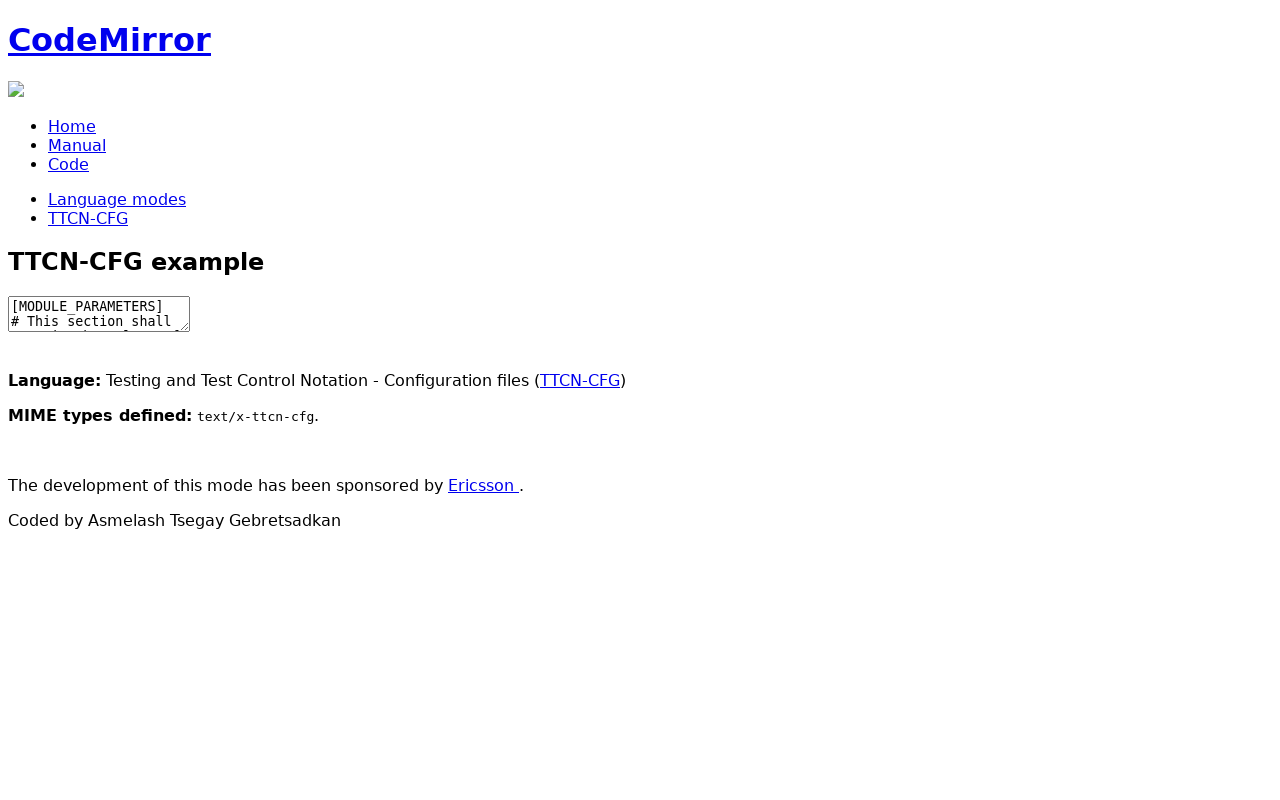 CodeMirror
Home
Manual
Code
Language modes
TTCN-CFG
TTCN-CFG example
[MODULE_PARAMETERS]
# This section shall
Language: Testing and Test Control Notation - Configuration files (TTCN-CFG)
MIME types defined: text/x-ttcn-cfg.
The development of this mode has been sponsored by Ericsson .
Coded by Asmelash Tsegay Gebretsadkan